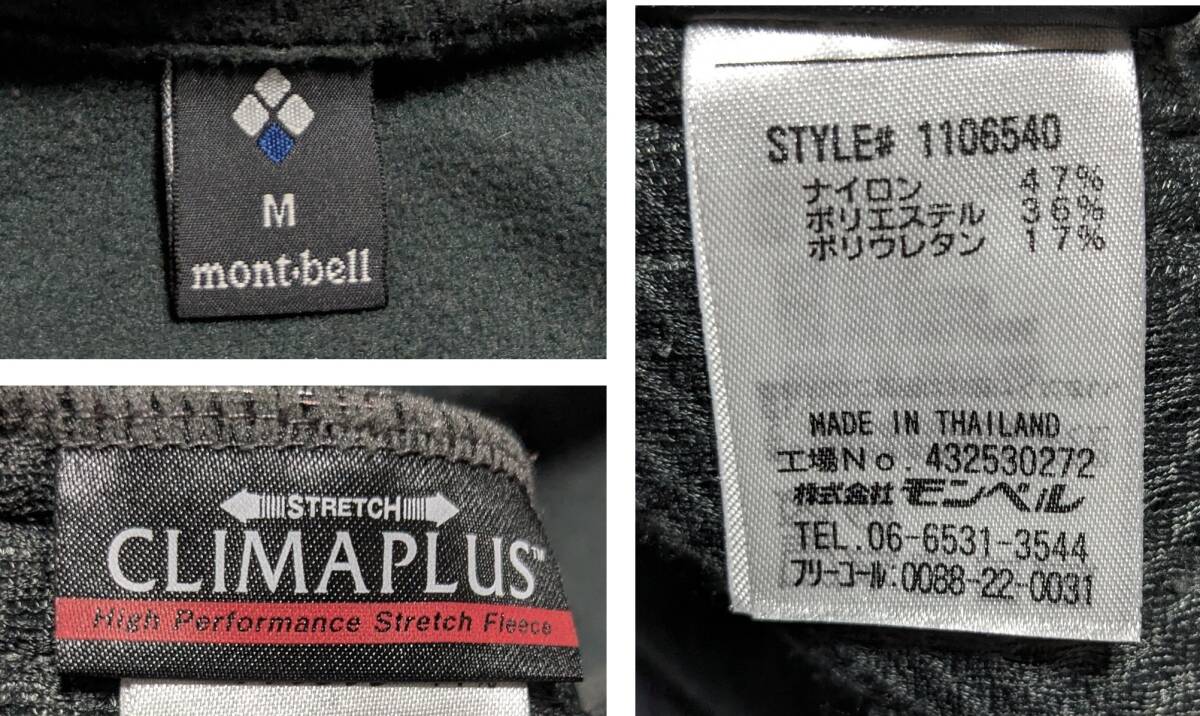 M
mont·bell
STRETCH
CLIMAPLUS™
High Performance Stretch Fleece
STYLE# 1106540
ナイロン 47%
ポリエステル 36%
ポリウレタン 17%
MADE IN THAILAND
工場No. 432530272
株式会社 モンベル
TEL.06-6531-3544
フリーコール:0088-22-0031